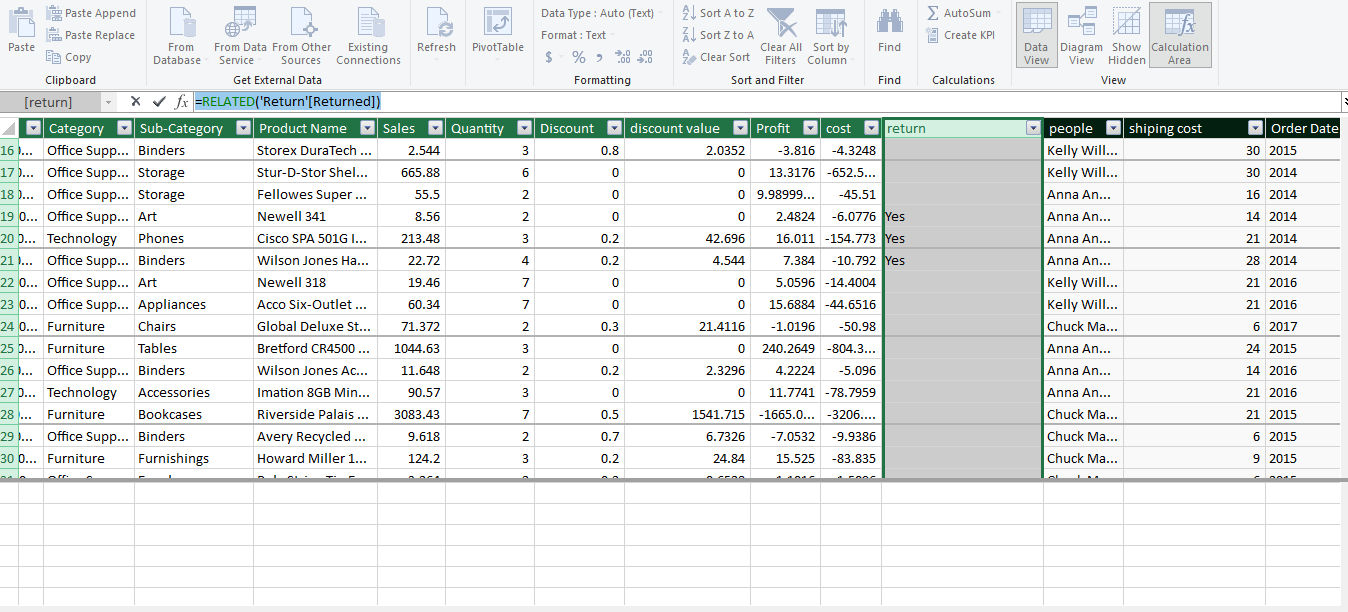 Paste
Paste Append
Paste Replace
Copy
Clipboard
From Database
From Data Service
From Other Sources
Existing Connections
Get External Data
Refresh
PivotTable
Data Type : Auto (Text)
Format : Text
$ % , .00 .00
Formatting
Sort A to Z
Sort Z to A
Clear Sort
Clear All Filters
Sort by Column
Sort and Filter
Find
Find
AutoSum
Create KPI
Calculations
Data View
Diagram View
Show Hidden
Calculation Area
View
[return] fx =RELATED('Return'[Returned])
Category Sub-Category Product Name Sales Quantity Discount discount value Profit cost return people shiping cost Order Date
16 0... Office Supp... Binders Storex DuraTech ... 2.544 3 0.8 2.0352 -3.816 -4.3248 Kelly Will... 30 2015
17 0... Office Supp... Storage Stur-D-Stor Shel... 665.88 6 0 0 13.3176 -652.5... Kelly Will... 30 2014
18 0... Office Supp... Storage Fellowes Super ... 55.5 2 0 0 9.98999... -45.51 Anna An... 16 2014
19 0... Office Supp... Art Newell 341 8.56 2 0 0 2.4824 -6.0776 Yes Anna An... 14 2014
20 0... Technology Phones Cisco SPA 501G I... 213.48 3 0.2 42.696 16.011 -154.773 Yes Anna An... 21 2014
21 0... Office Supp... Binders Wilson Jones Ha... 22.72 4 0.2 4.544 7.384 -10.792 Yes Anna An... 28 2014
22 0... Office Supp... Art Newell 318 19.46 7 0 0 5.0596 -14.4004 Kelly Will... 21 2016
23 0... Office Supp... Appliances Acco Six-Outlet ... 60.34 7 0 0 15.6884 -44.6516 Kelly Will... 21 2016
24 0... Furniture Chairs Global Deluxe St... 71.372 2 0.3 21.4116 -1.0196 -50.98 Chuck Ma... 6 2017
25 0... Furniture Tables Bretford CR4500 ... 1044.63 3 0 0 240.2649 -804.3... Anna An... 24 2015
26 0... Office Supp... Binders Wilson Jones Ac... 11.648 2 0.2 2.3296 4.2224 -5.096 Anna An... 14 2016
27 0... Technology Accessories Imation 8GB Min... 90.57 3 0 0 11.7741 -78.7959 Anna An... 21 2016
28 ... Furniture Bookcases Riverside Palais ... 3083.43 7 0.5 1541.715 -1665.0... -3206.... Chuck Ma... 21 2015
29 0... Office Supp... Binders Avery Recycled ... 9.618 2 0.7 6.7326 -7.0532 -9.9386 Chuck Ma... 6 2015
30 0... Furniture Furnishings Howard Miller 1... 124.2 3 0.2 24.84 15.525 -83.835 Chuck Ma... 9 2015